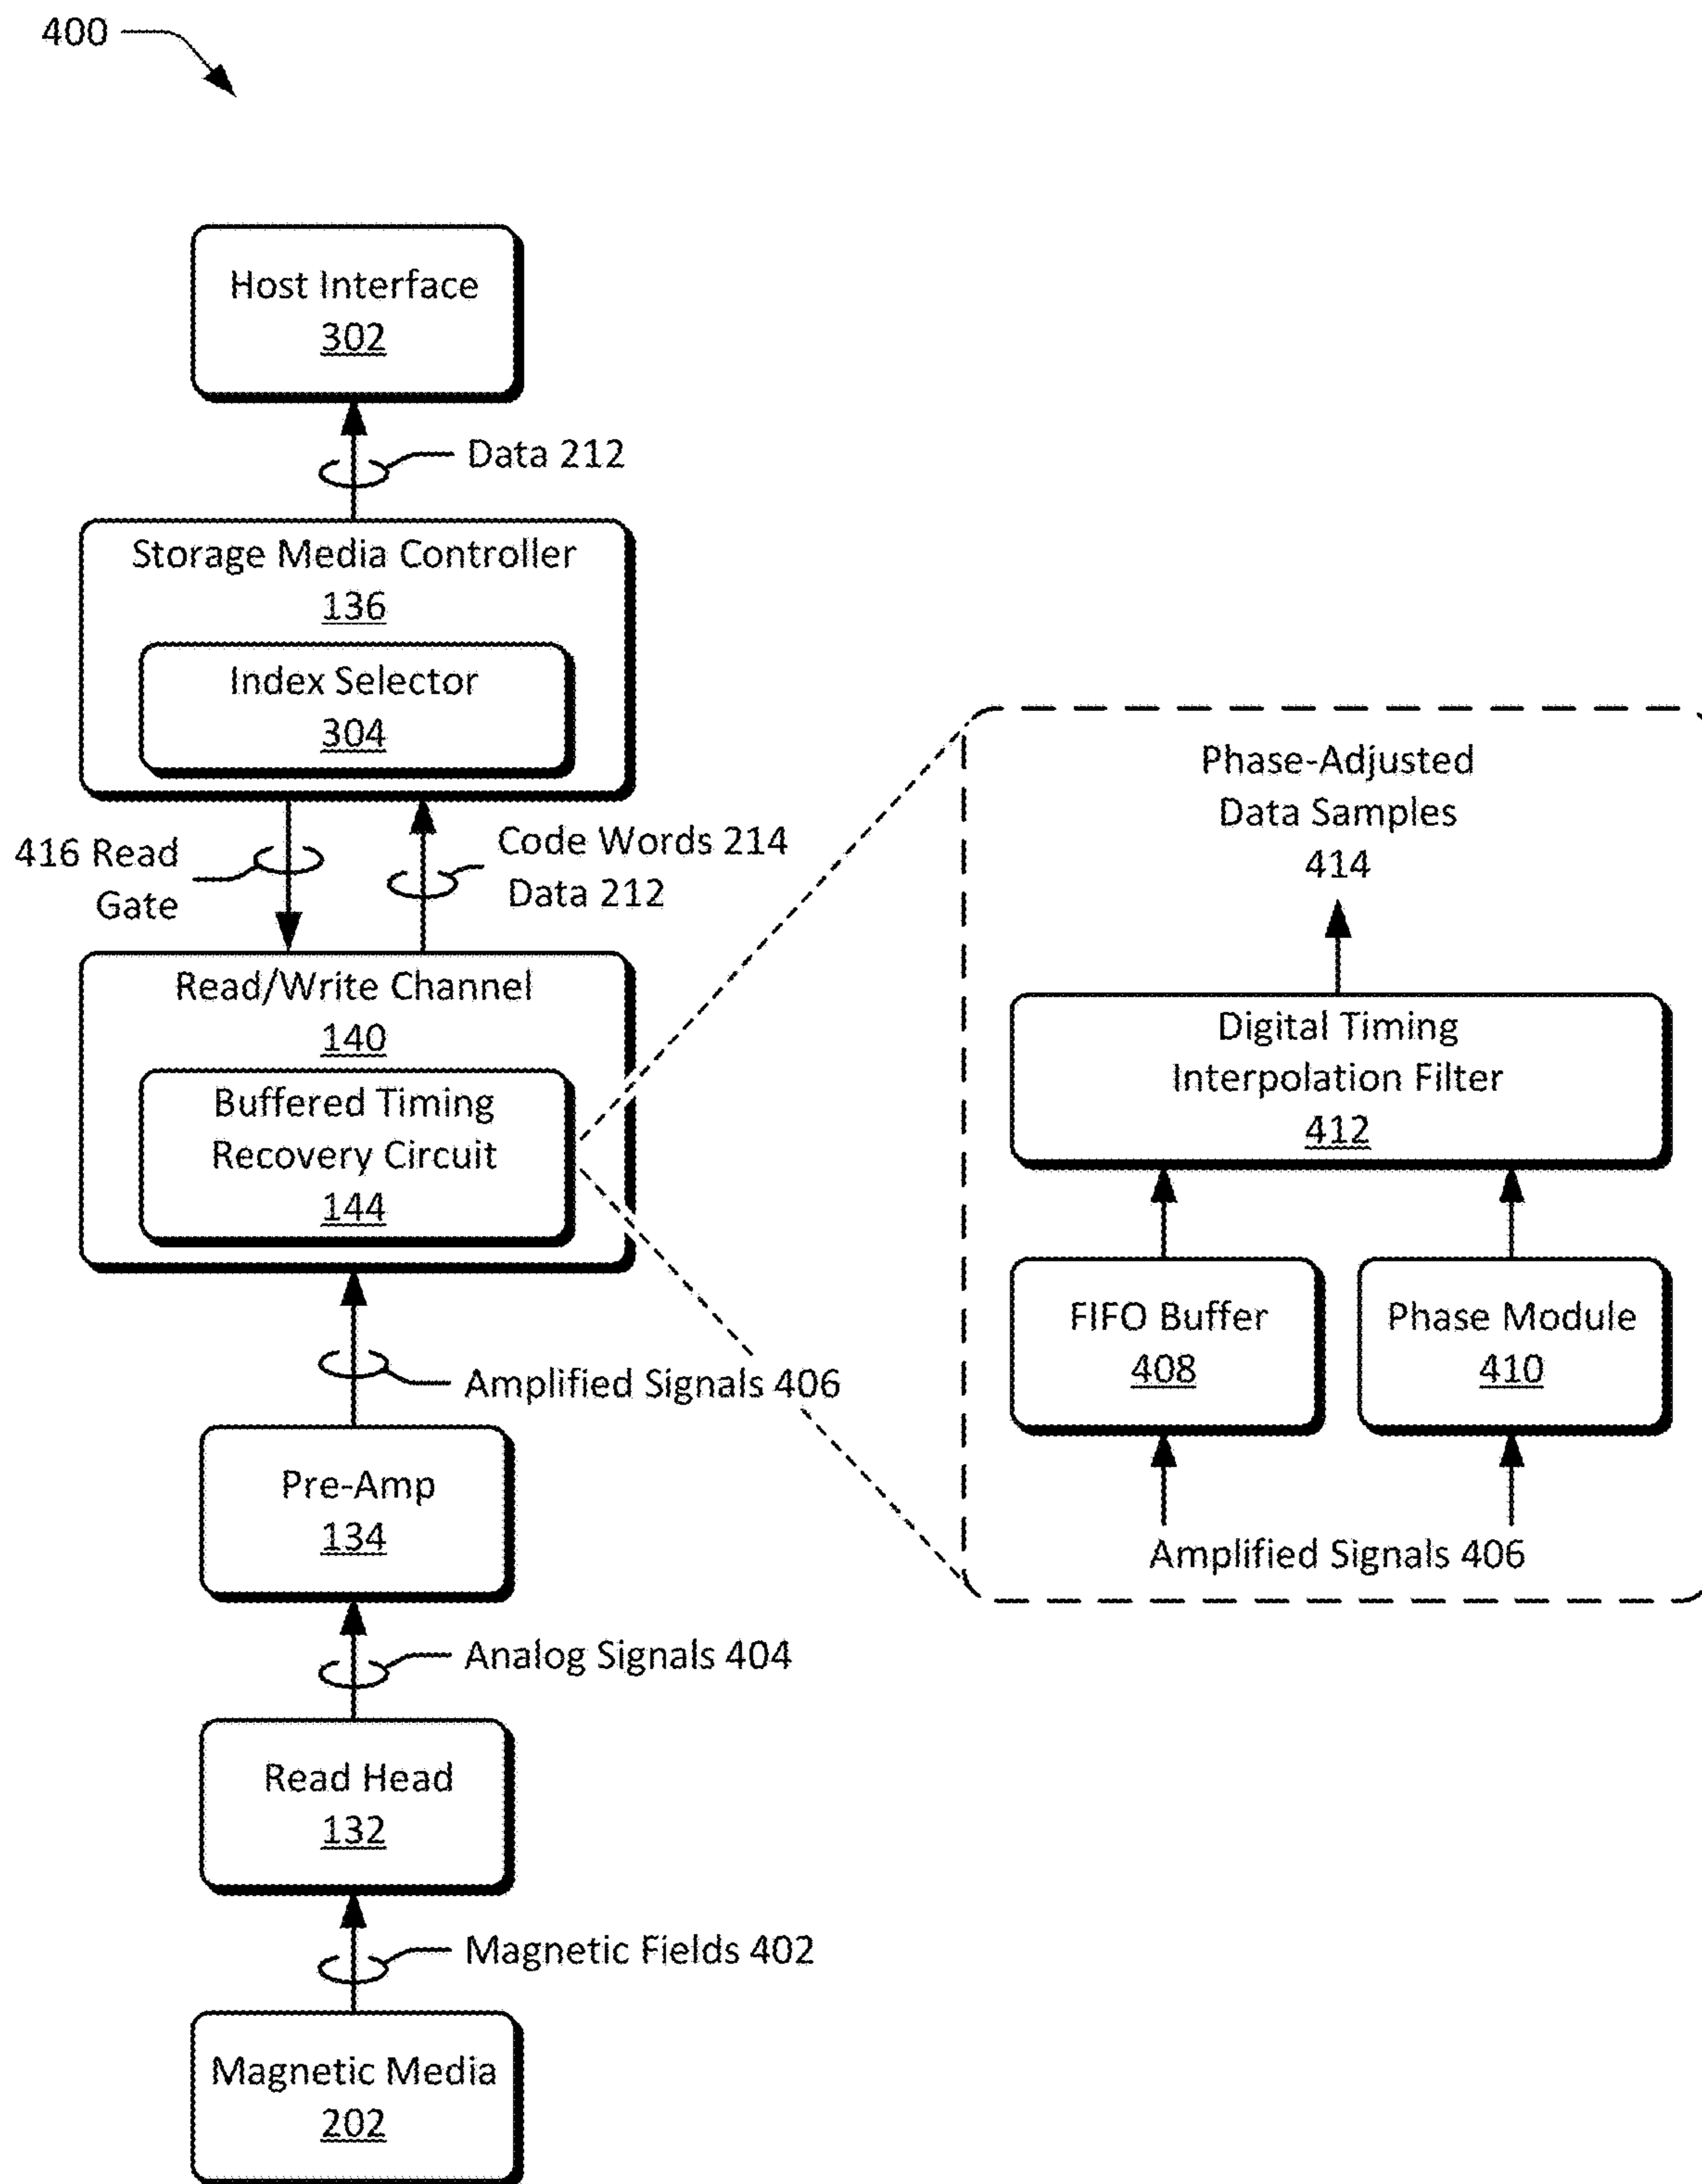 400
Host Interface
302
Data 212
Storage Media Controller
136
Index Selector
304
416 Read
Gate
Code Words 214
Data 212
Read/Write Channel
140
Buffered Timing
Recovery Circuit
144
Amplified Signals 406
Pre-Amp
134
Analog Signals 404
Read Head
132
Magnetic Fields 402
Magnetic Media
202
Phase-Adjusted
Data Samples
414
Digital Timing
Interpolation Filter
412
FIFO Buffer
408
Phase Module
410
Amplified Signals 406